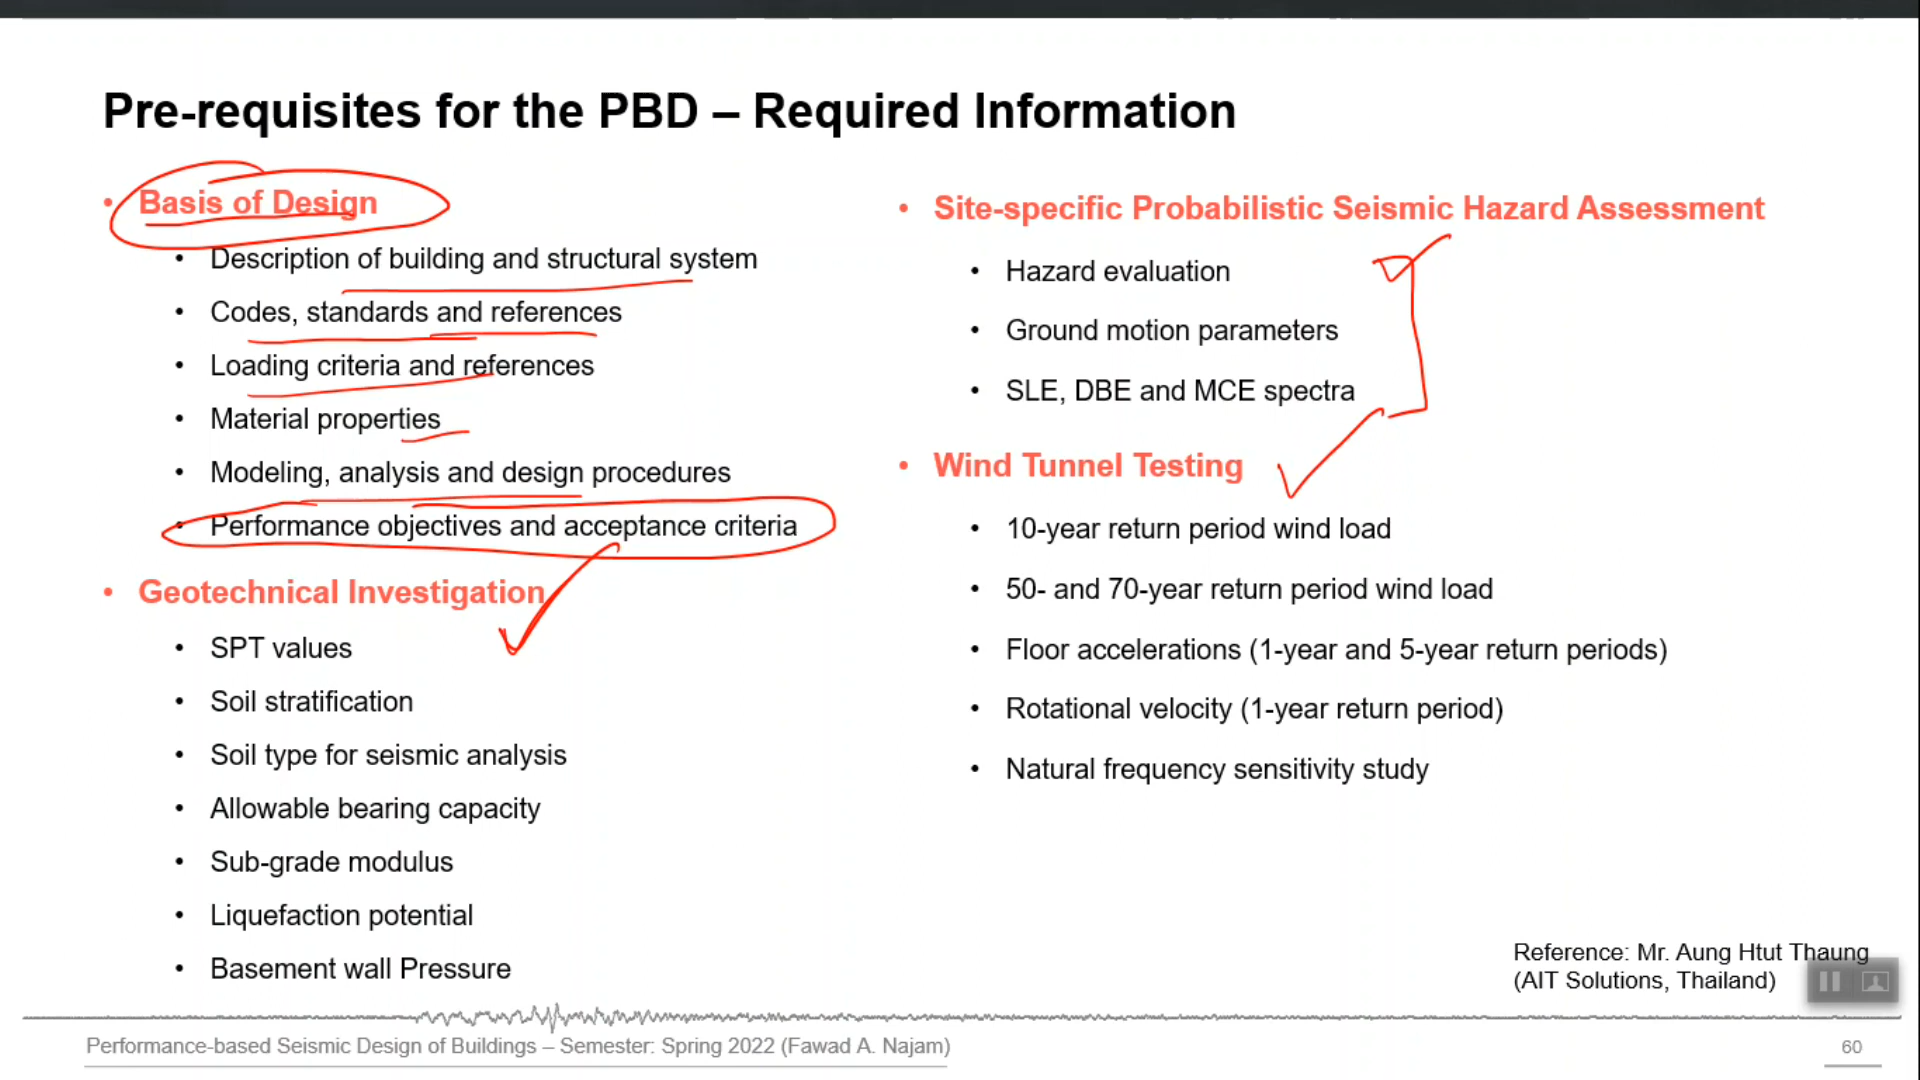 Pre-requisites for the PBD – Required Information
• Basis of Design
• Description of building and structural system
• Codes, standards and references
• Loading criteria and references
• Material properties
• Modeling, analysis and design procedures
• Performance objectives and acceptance criteria
• Geotechnical Investigation
• SPT values
• Soil stratification
• Soil type for seismic analysis
• Allowable bearing capacity
• Sub-grade modulus
• Liquefaction potential
• Basement wall Pressure
• Site-specific Probabilistic Seismic Hazard Assessment
• Hazard evaluation
• Ground motion parameters
• SLE, DBE and MCE spectra
• Wind Tunnel Testing
• 10-year return period wind load
• 50- and 70-year return period wind load
• Floor accelerations (1-year and 5-year return periods)
• Rotational velocity (1-year return period)
• Natural frequency sensitivity study
Reference: Mr. Aung Htut Thaung
(AIT Solutions, Thailand)
Performance-based Seismic Design of Buildings – Semester: Spring 2022 (Fawad A. Najam)
60